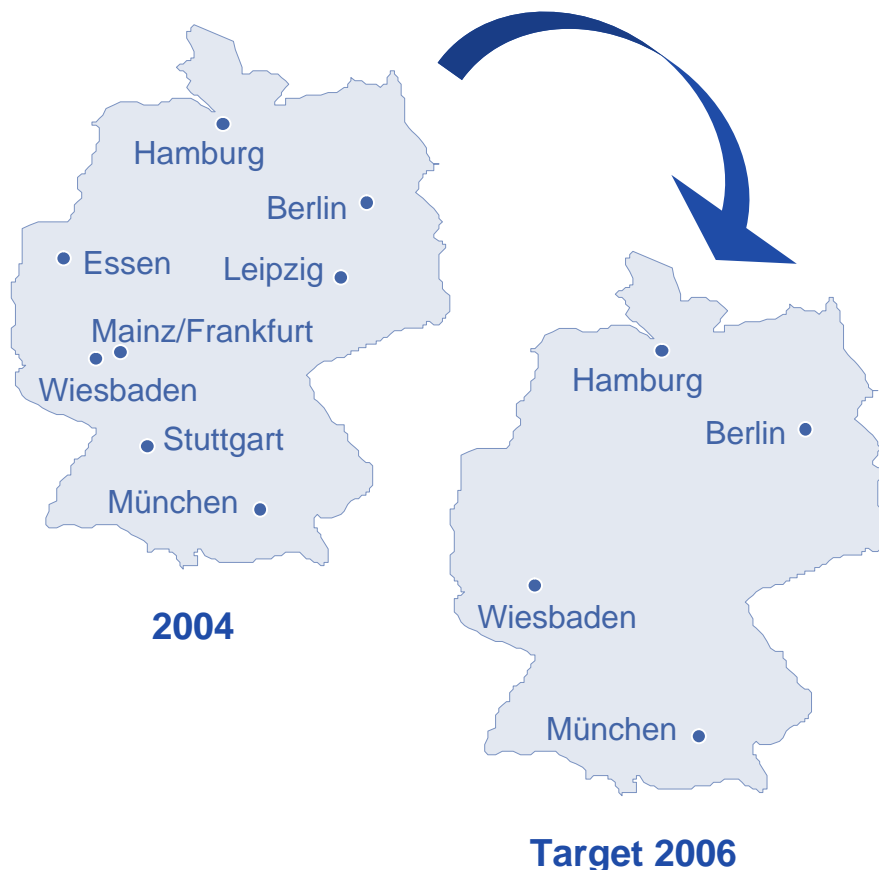 Hamburg
Berlin
Essen
Leipzig
Mainz/Frankfurt
Wiesbaden
Stuttgart
München
2004
Hamburg
Berlin
Wiesbaden
München
Target 2006